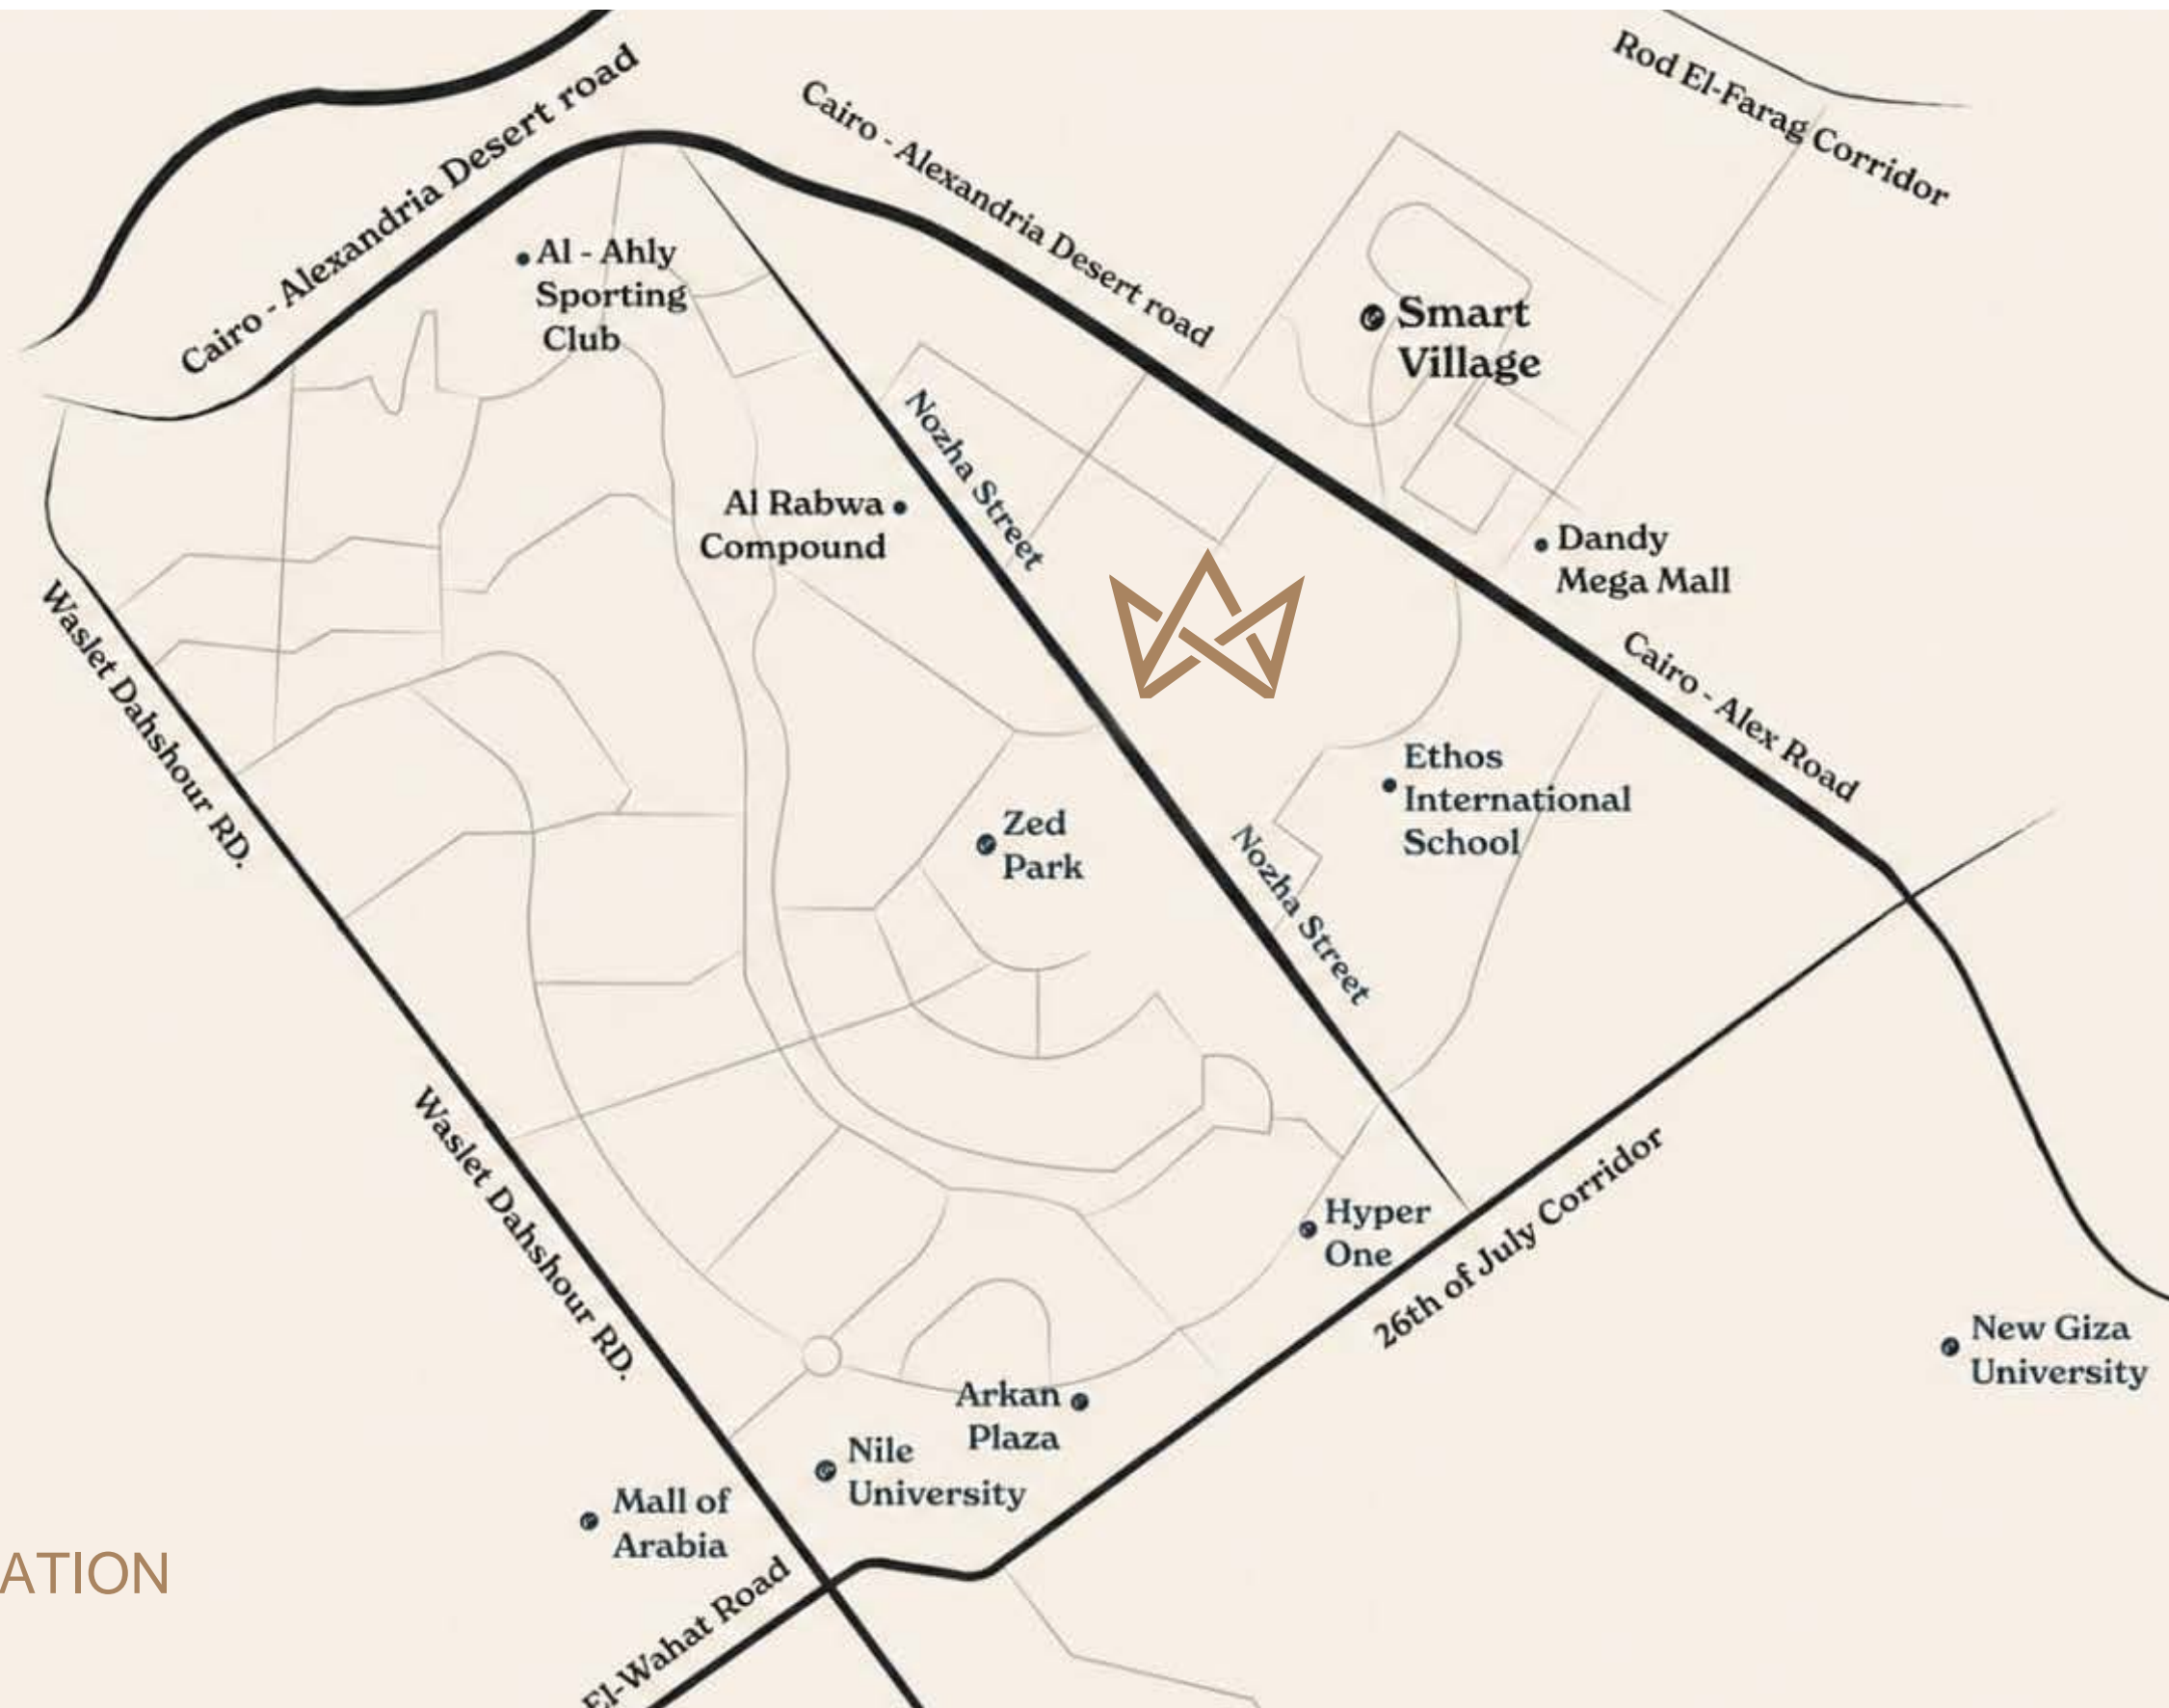 Rod El-Farag Corridor
Cairo - Alexandria Desert road
Cairo - Alexandria Desert road
Al - Ahly
Sporting
Club
Smart
Village
Nozha Street
Al Rabwa
Compound
Dandy
Mega Mall
Waslet Dahshour RD.
Cairo - Alex Road
Ethos
International
School
Zed
Park
Nozha Street
Waslet Dahshour RD.
26th of July Corridor
Hyper
One
New Giza
University
Arkan
Plaza
Nile
University
Mall of
Arabia
El-Wahat Road
ATION